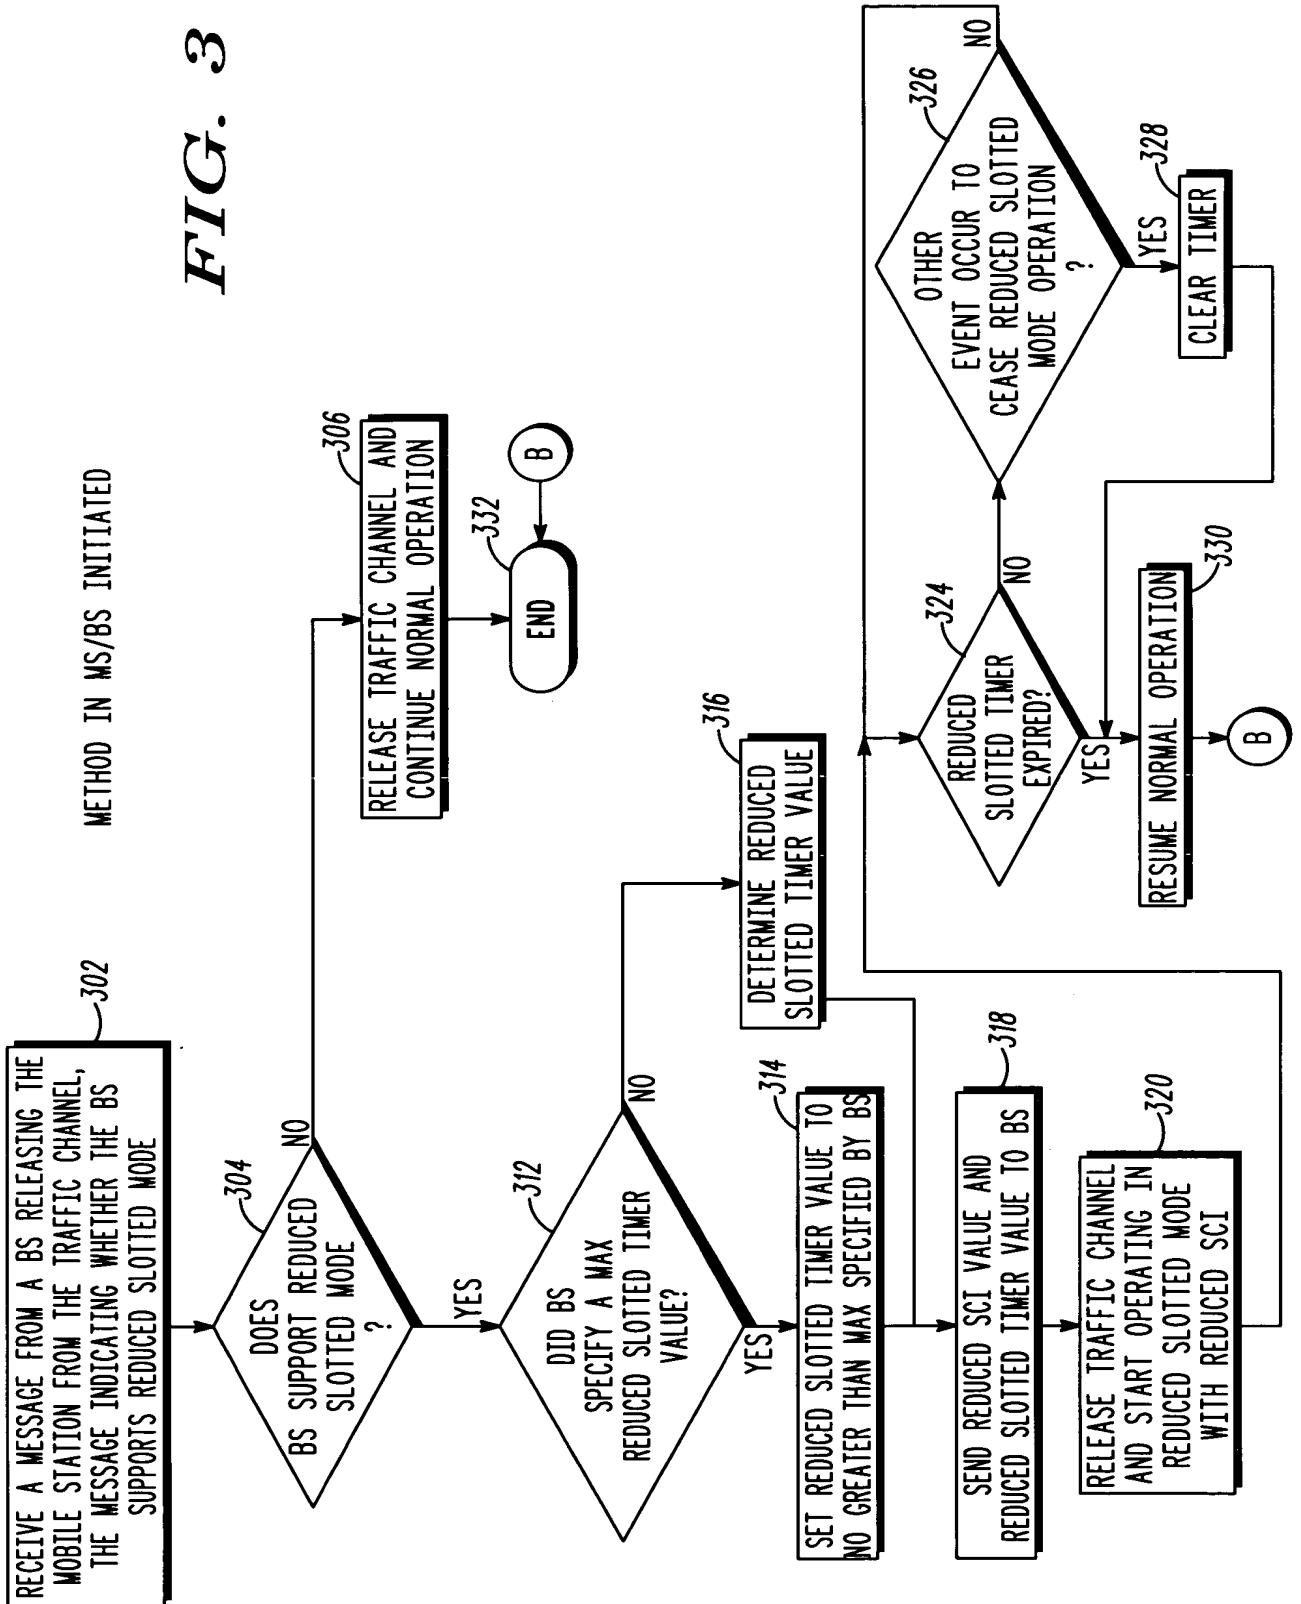 METHOD IN MS/BS INITIATED
FIG. 3
RECEIVE A MESSAGE FROM A BS RELEASING THE
MOBILE STATION FROM THE TRAFFIC CHANNEL,
THE MESSAGE INDICATING WHETHER THE BS
SUPPORTS REDUCED SLOTTED MODE
302
DOES
BS SUPPORT REDUCED
SLOTTED MODE
?
304
NO
YES
RELEASE TRAFFIC CHANNEL AND
CONTINUE NORMAL OPERATION
306
END
332
B
DID BS
SPECIFY A MAX
REDUCED SLOTTED TIMER
VALUE?
312
NO
YES
DETERMINE REDUCED
SLOTTED TIMER VALUE
316
SET REDUCED SLOTTED TIMER VALUE TO
NO GREATER THAN MAX SPECIFIED BY BS
314
SEND REDUCED SCI VALUE AND
REDUCED SLOTTED TIMER VALUE TO BS
318
RELEASE TRAFFIC CHANNEL
AND START OPERATING IN
REDUCED SLOTTED MODE
WITH REDUCED SCI
320
REDUCED
SLOTTED TIMER
EXPIRED?
324
NO
YES
OTHER
EVENT OCCUR TO
CEASE REDUCED SLOTTED
MODE OPERATION
?
326
NO
YES
CLEAR TIMER
328
RESUME NORMAL OPERATION
330
B